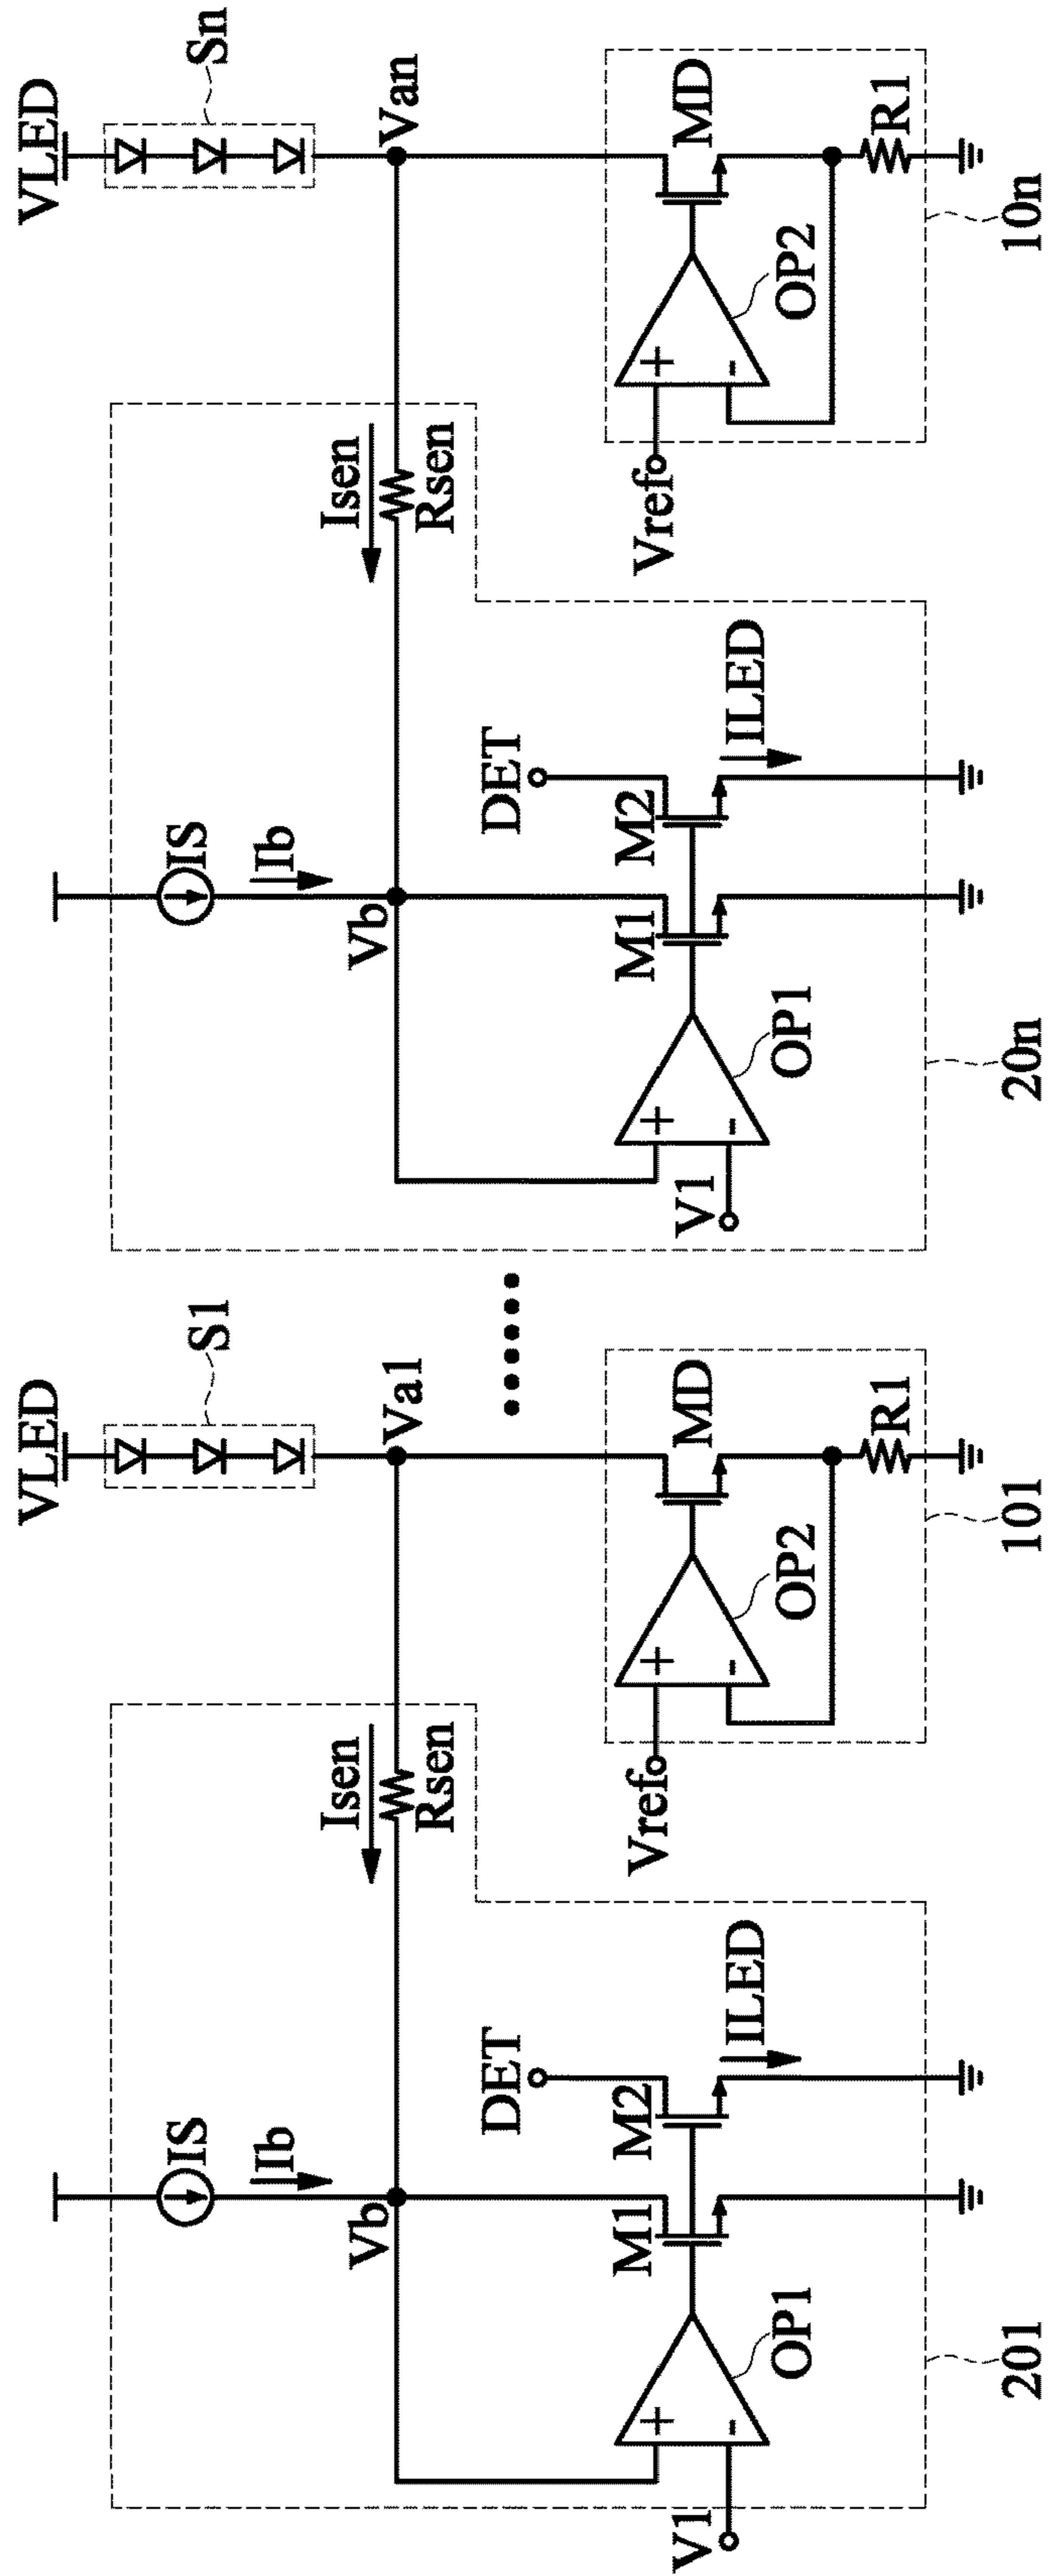 VLED
S1
VLED
Sn
IS
Ib
Vb
Isen
Rsen
Va1
IS
Ib
Vb
Isen
Rsen
Van
DET
M1
M2
ILED
OP1
V1
Vref
OP2
MD
R1
DET
M1
M2
ILED
OP1
V1
Vref
OP2
MD
R1
+
-
+
-
+
-
+
-
201
101
20n
10n